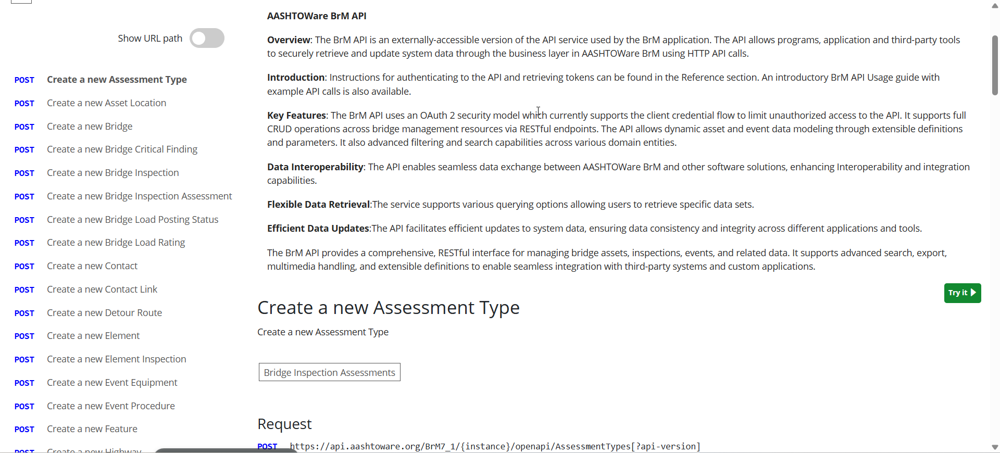 Show URL path
POST Create a new Assessment Type
POST Create a new Asset Location
POST Create a new Bridge
POST Create a new Bridge Critical Finding
POST Create a new Bridge Inspection
POST Create a new Bridge Inspection Assessment
POST Create a new Bridge Load Posting Status
POST Create a new Bridge Load Rating
POST Create a new Contact
POST Create a new Contact Link
POST Create a new Detour Route
POST Create a new Element
POST Create a new Element Inspection
POST Create a new Event Equipment
POST Create a new Event Procedure
POST Create a new Feature
POST Create a new Highway
AASHTOWare BrM API
Overview: The BrM API is an externally-accessible version of the API service used by the BrM application. The API allows programs, application and third-party tools
to securely retrieve and update system data through the business layer in AASHTOWare BrM using HTTP API calls.
Introduction: Instructions for authenticating to the API and retrieving tokens can be found in the Reference section. An introductory BrM API Usage guide with
example API calls is also available.
Key Features: The BrM API uses an OAuth 2 security model which currently supports the client credential flow to limit unauthorized access to the API. It supports full
CRUD operations across bridge management resources via RESTful endpoints. The API allows dynamic asset and event data modeling through extensible definitions
and parameters. It also advanced filtering and search capabilities across various domain entities.
Data Interoperability: The API enables seamless data exchange between AASHTOWare BrM and other software solutions, enhancing Interoperability and integration
capabilities.
Flexible Data Retrieval:The service supports various querying options allowing users to retrieve specific data sets.
Efficient Data Updates:The API facilitates efficient updates to system data, ensuring data consistency and integrity across different applications and tools.
The BrM API provides a comprehensive, RESTful interface for managing bridge assets, inspections, events, and related data. It supports advanced search, export,
multimedia handling, and extensible definitions to enable seamless integration with third-party systems and custom applications.
Try it
Create a new Assessment Type
Create a new Assessment Type
Bridge Inspection Assessments
Request
POST https://api.aashtoware.org/BrM7_1/{instance}/openapi/AssessmentTypes[?api-version]